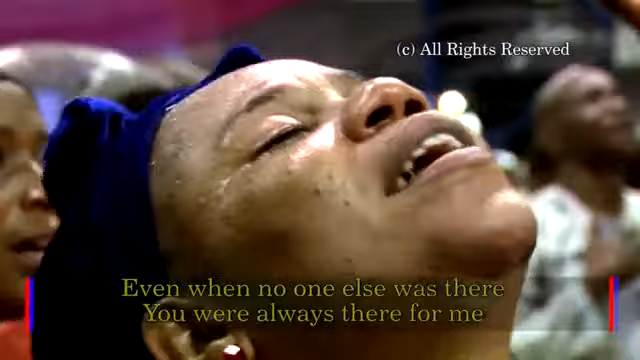 (c) All Rights Reserved
Even when no one else was there
You were always there for me